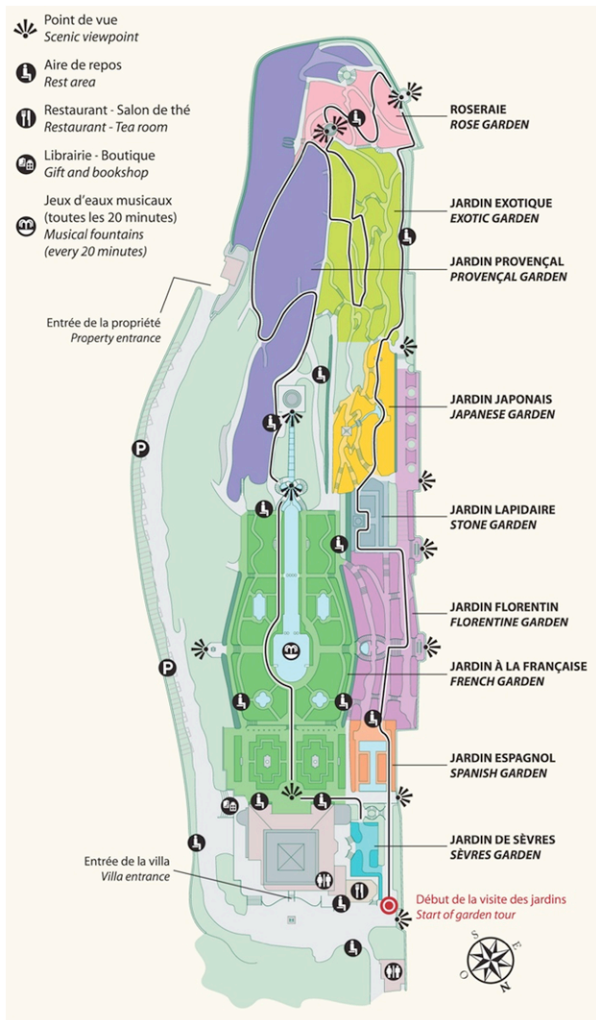 Point de vue
Scenic viewpoint
Aire de repos
Rest area
Restaurant - Salon de thé
Restaurant - Tea room
Librairie - Boutique
Gift and bookshop
Jeux d'eaux musicaux
(toutes les 20 minutes)
Musical fountains
(every 20 minutes)
ROSERAIE
ROSE GARDEN
JARDIN EXOTIQUE
EXOTIC GARDEN
JARDIN PROVENÇAL
PROVENÇAL GARDEN
Entrée de la propriété
Property entrance
JARDIN JAPONAIS
JAPANESE GARDEN
P
JARDIN LAPIDAIRE
STONE GARDEN
JARDIN FLORENTIN
FLORENTINE GARDEN
JARDIN À LA FRANÇAISE
FRENCH GARDEN
P
JARDIN ESPAGNOL
SPANISH GARDEN
JARDIN DE SÈVRES
SÈVRES GARDEN
Entrée de la villa
Villa entrance
Début de la visite des jardins
Start of garden tour
S
E
O
N